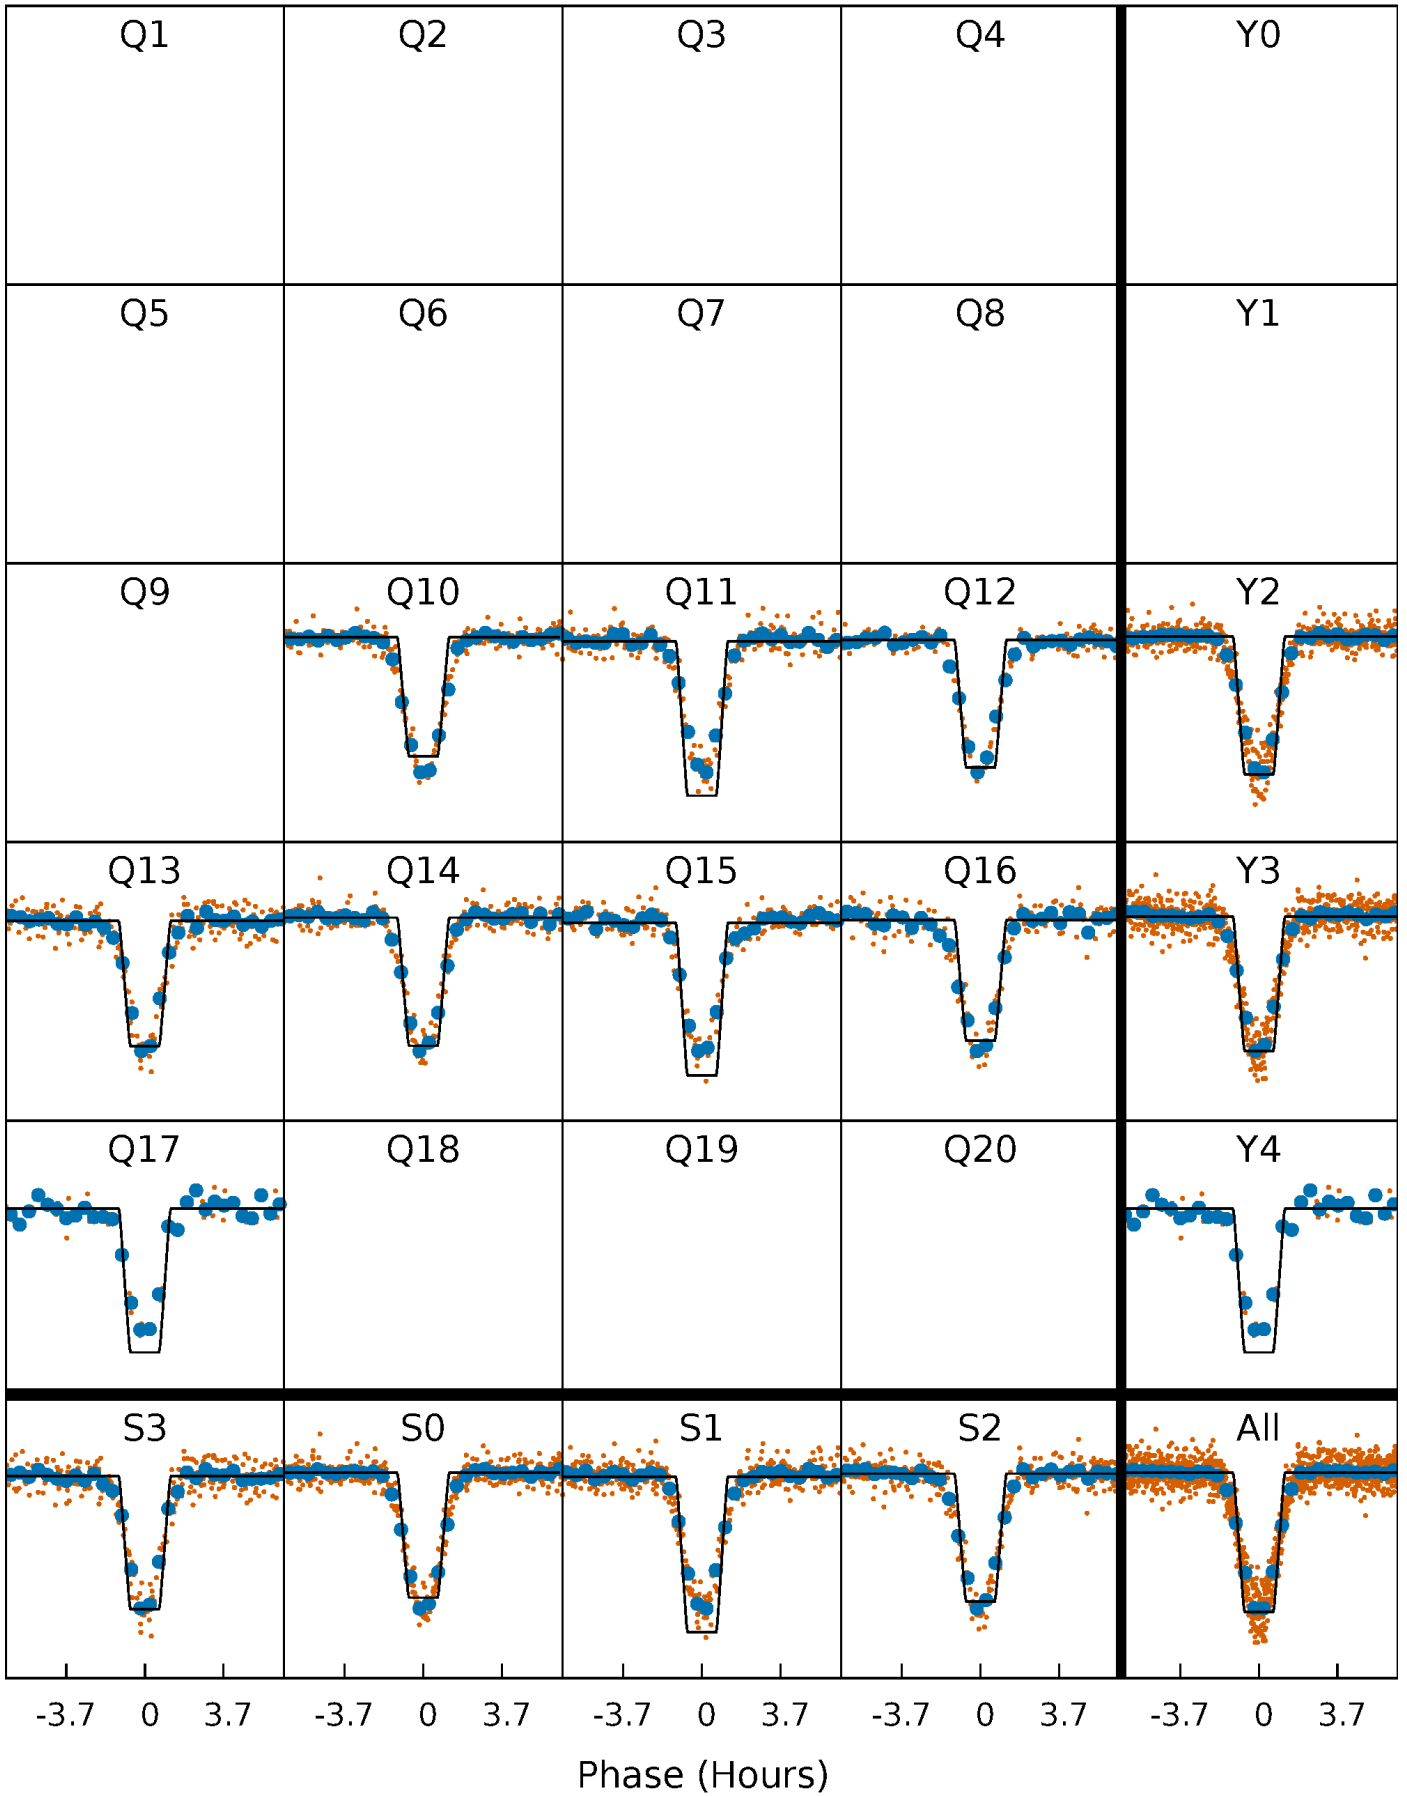 Q1 Q2 Q3 Q4 Y0
Q5 Q6 Q7 Q8 Y1
Q9 Q10 Q11 Q12 Y2
Q13 Q14 Q15 Q16 Y3
Q17 Q18 Q19 Q20 Y4
S3 S0 S1 S2 All
-3.7 0 3.7 -3.7 0 3.7 -3.7 0 3.7 -3.7 0 3.7 -3.7 0 3.7
Phase (Hours)